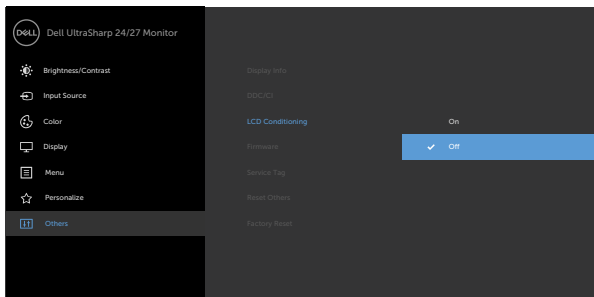 DELL Dell UltraSharp 24/27 Monitor
Brightness/Contrast
Display Info
Input Source
DDC/CI
Color
LCD Conditioning
On
Display
Firmware
Off
Menu
Service Tag
Personalize
Reset Others
Others
Factory Reset